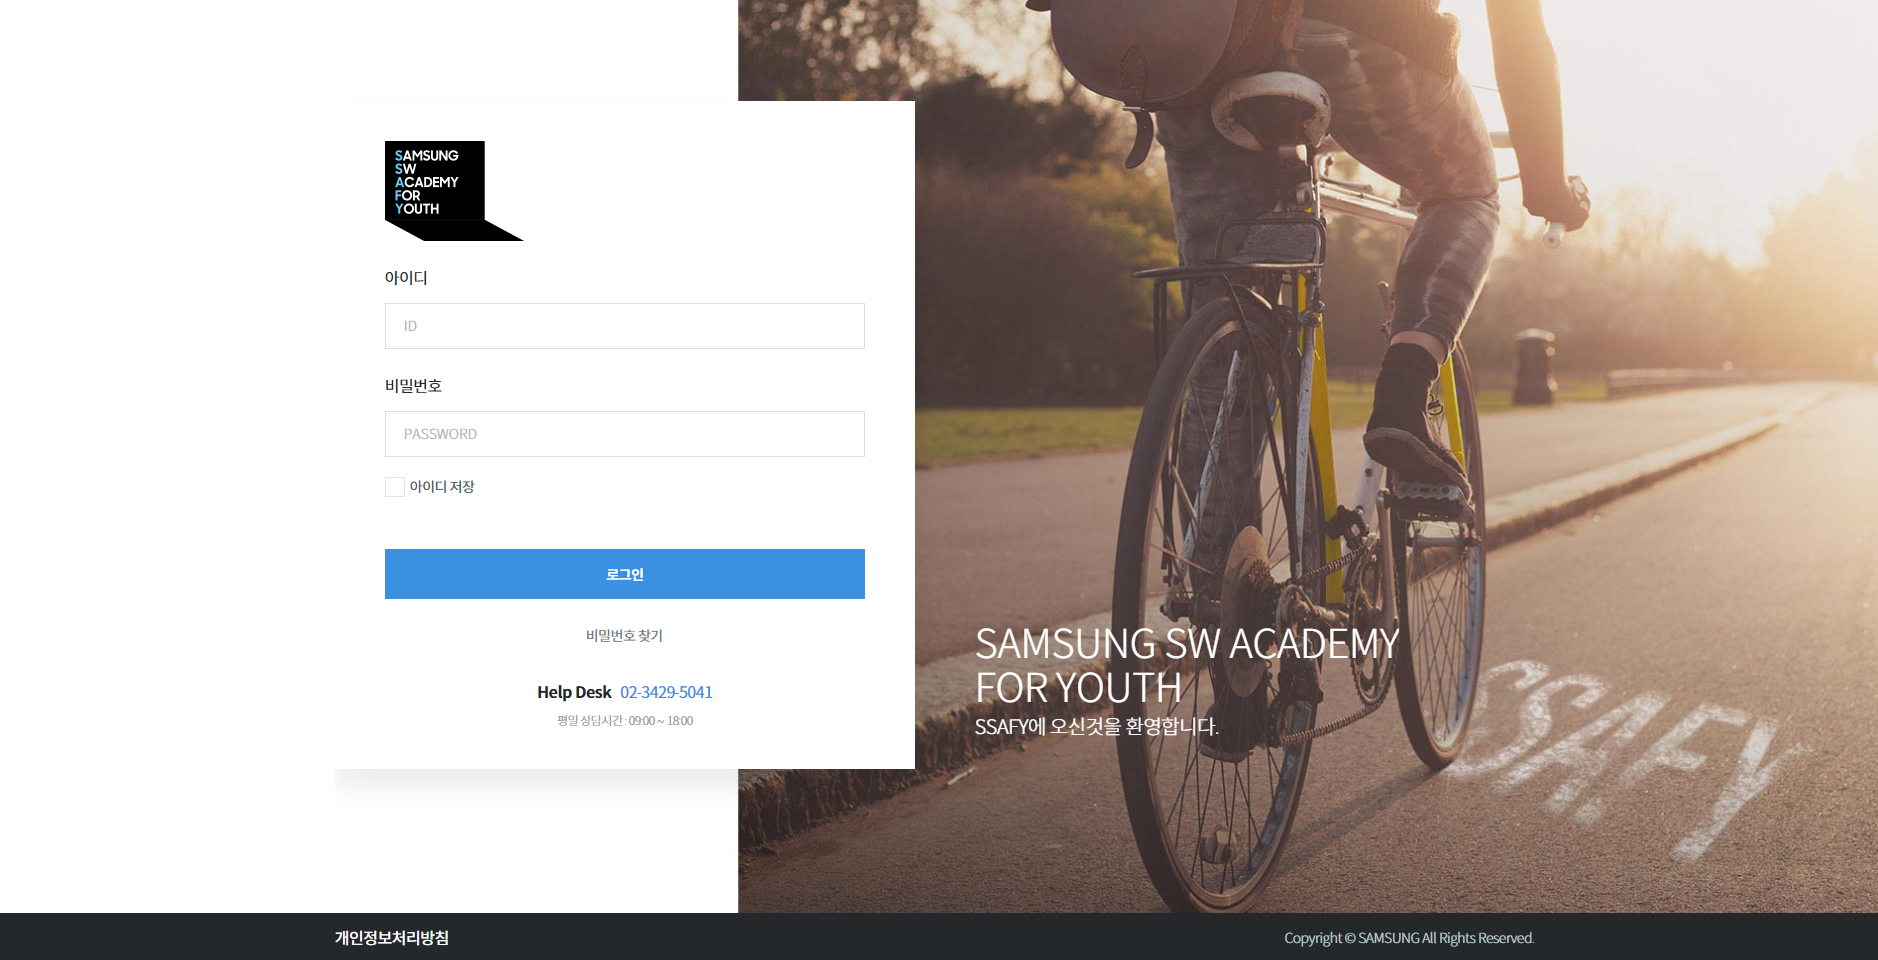 SAMSUNG
SW
ACADEMY
FOR
YOUTH
아이디
ID
비밀번호
PASSWORD
아이디 저장
로그인
비밀번호 찾기
Help Desk 02-3429-5041
평일 상담시간 : 09:00 ~ 18:00
SAMSUNG SW ACADEMY
FOR YOUTH
SSAFY에 오신것을 환영합니다.
SSAFY
개인정보처리방침
Copyright © SAMSUNG All Rights Reserved.